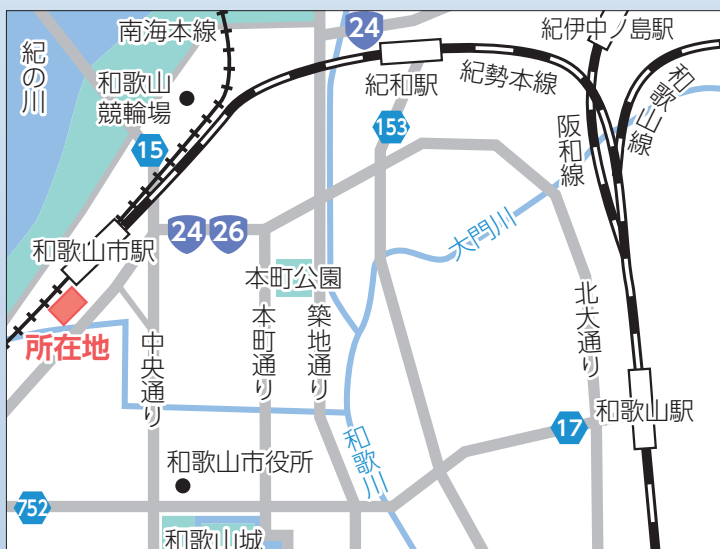 南海本線
24
紀伊中ノ島駅
紀の川
和歌山
競輪場
紀和駅
紀勢本線
和歌山線
15
153
阪和線
24
26
大門川
和歌山市駅
本町公園
所在地
中央通り
本町通り
築地通り
北大通り
和歌山駅
17
和歌川
和歌山市役所
752
和歌山城